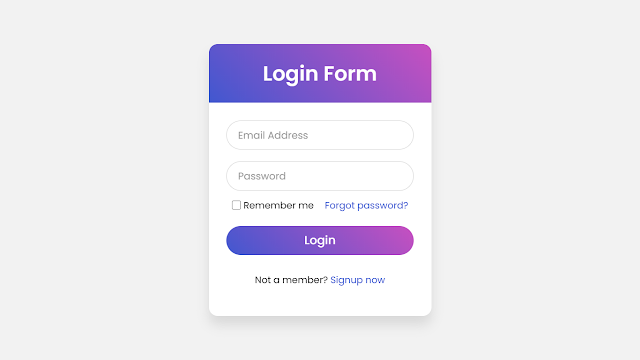 Login Form
Email Address
Password
Remember me Forgot password?
Login
Not a member? Signup now